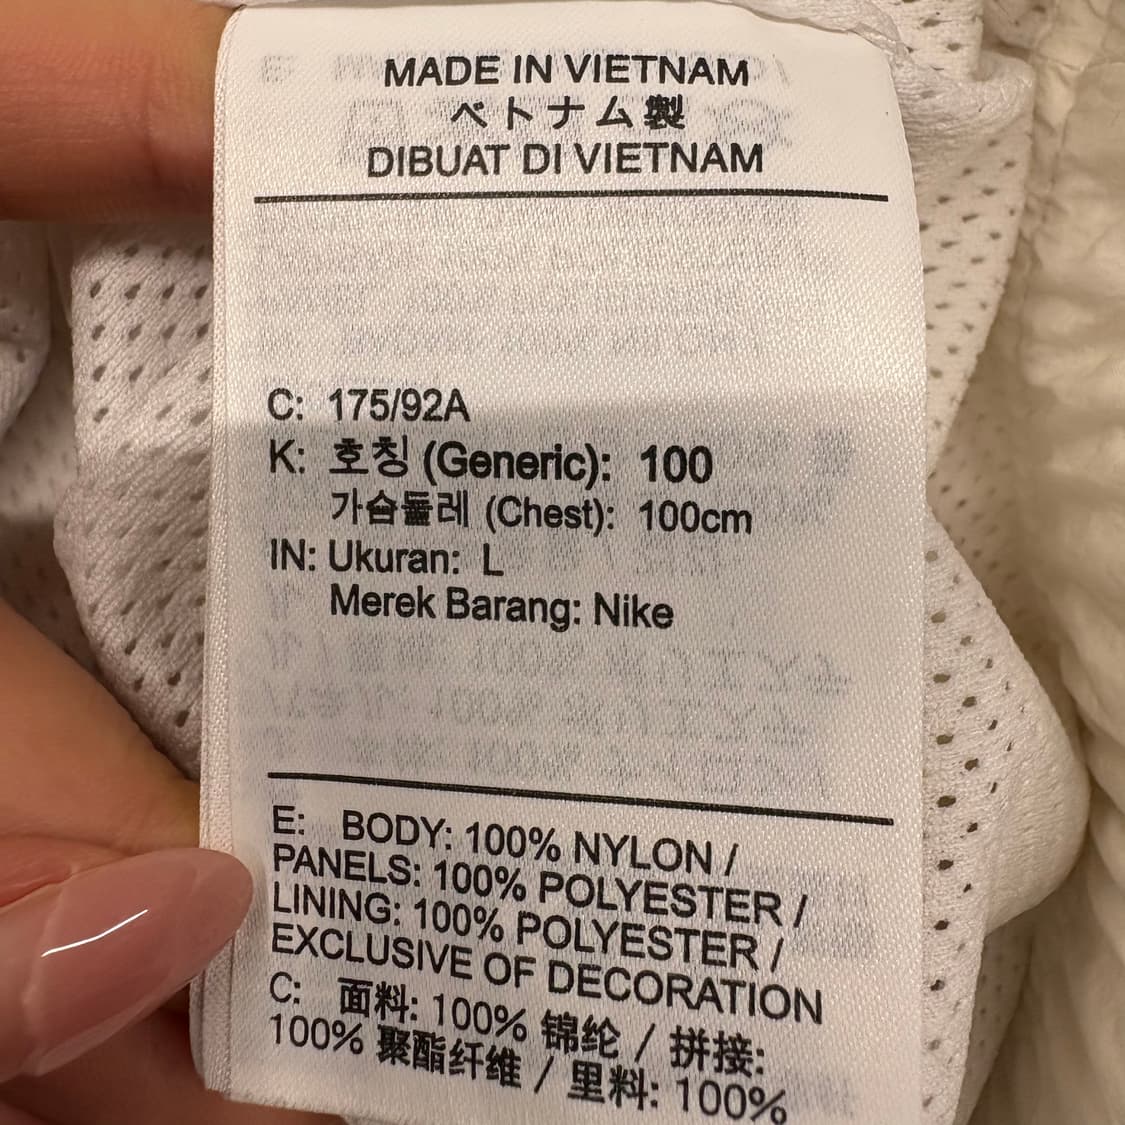 MADE IN VIETNAM
ベトナム製
DIBUAT DI VIETNAM
C: 175/92A
K: 호칭 (Generic): 100
가슴둘레 (Chest): 100cm
IN: Ukuran: L
Merek Barang: Nike
E: BODY: 100% NYLON /
PANELS: 100% POLYESTER /
LINING: 100% POLYESTER /
EXCLUSIVE OF DECORATION
C: 面料: 100% 锦纶 / 拼接:
100% 聚酯纤维 / 里料: 100%